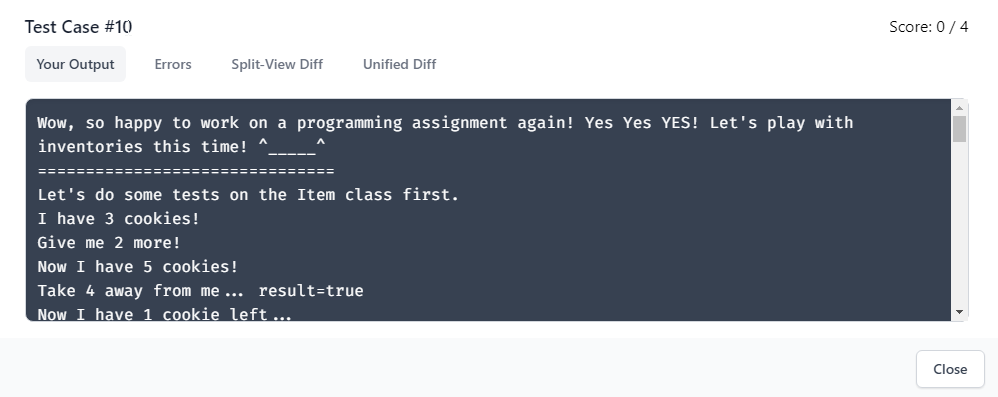 Test Case #10
Score: 0 / 4
Your Output
Errors
Split-View Diff
Unified Diff
Wow, so happy to work on a programming assignment again! Yes Yes YES! Let's play with
inventories this time! ^_____^
===============================
Let's do some tests on the Item class first.
I have 3 cookies!
Give me 2 more!
Now I have 5 cookies!
Take 4 away from me... result=true
Now I have 1 cookie left...
Close